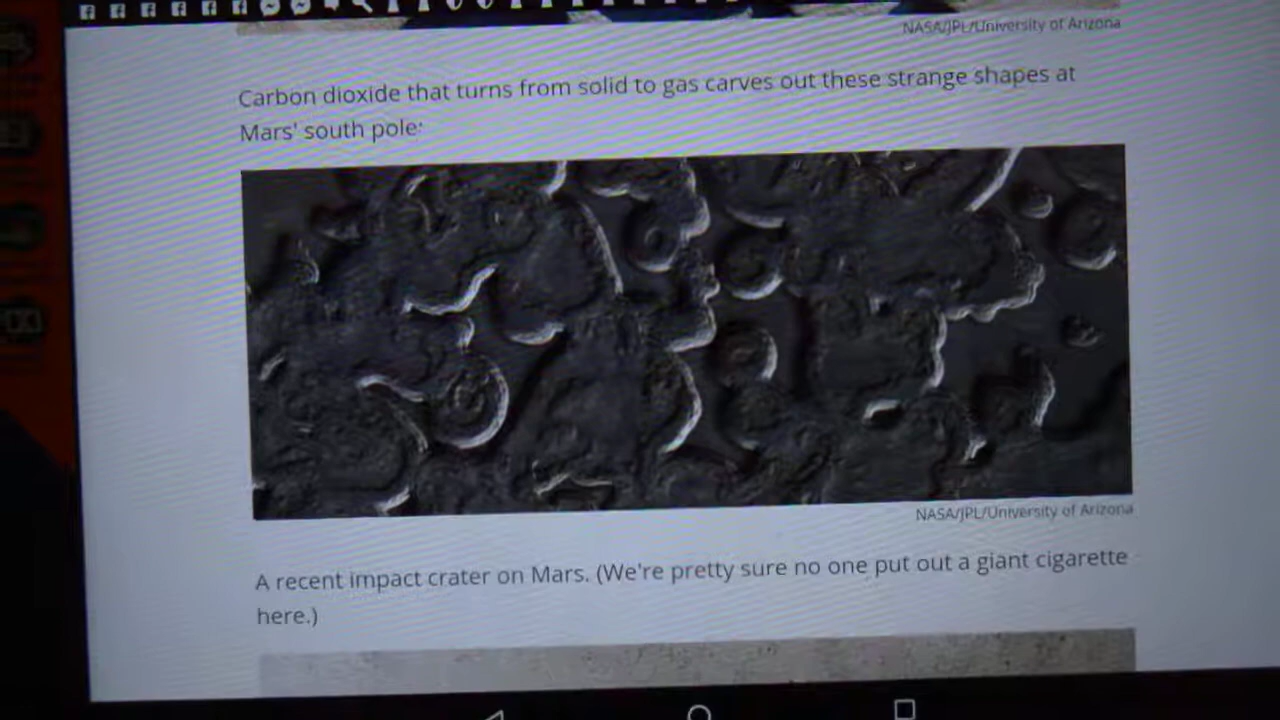 NASA/JPL/University of Arizona
Carbon dioxide that turns from solid to gas carves out these strange shapes at
Mars' south pole:
NASA/JPL/University of Arizona
A recent impact crater on Mars. (We're pretty sure no one put out a giant cigarette
here.)